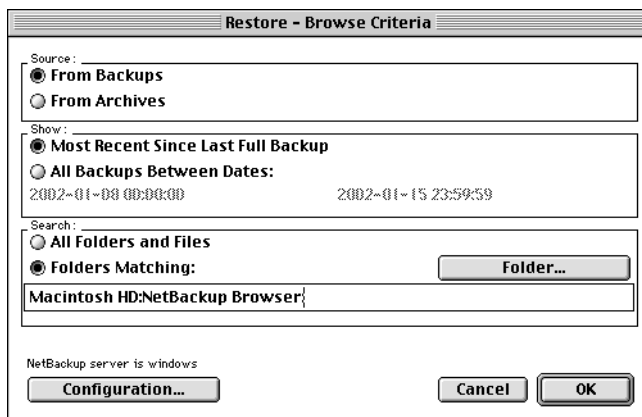 Restore - Browse Criteria
Source:
From Backups
From Archives
Show:
Most Recent Since Last Full Backup
All Backups Between Dates:
2002-01-08 00:00:00 2002-01-15 23:59:59
Search:
All Folders and Files
Folders Matching:
Folder...
Macintosh HD:NetBackup Browser
NetBackup server is windows
Configuration...
Cancel
OK